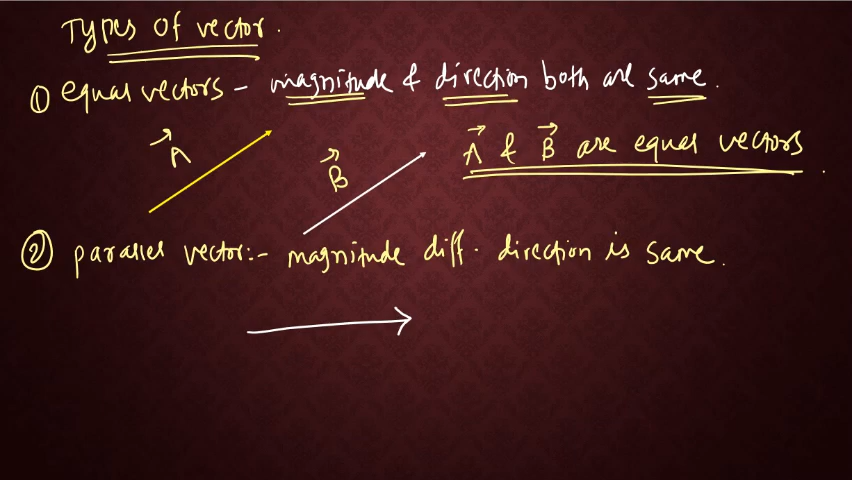 Types of vector.
① equal vectors - magnitude & direction both are same.
A⃗
B⃗
A⃗ & B⃗ are equal vectors.
② parallel vector:- magnitude diff. direction is same.